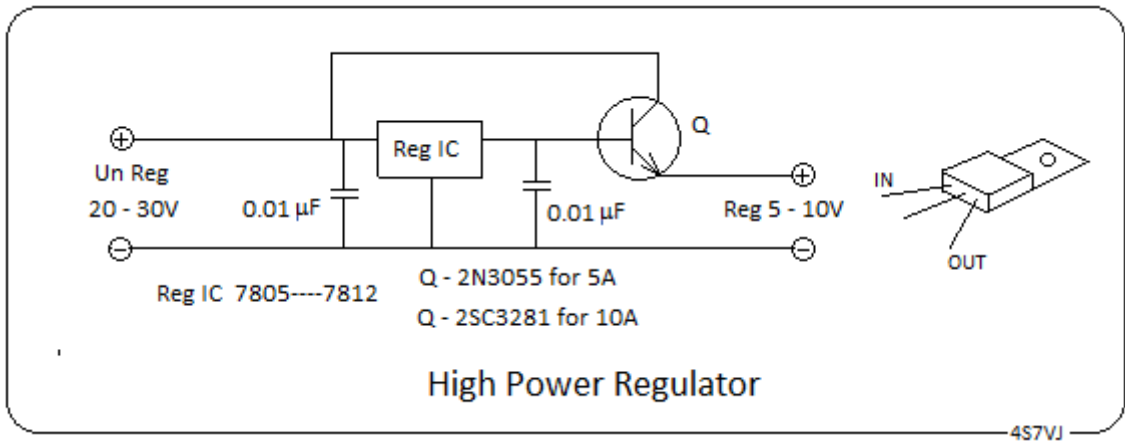 Reg IC
Q
Un Reg
20 - 30V
0.01 µF
0.01 µF
Reg 5 - 10V
IN
OUT
Reg IC  7805----7812
Q - 2N3055 for 5A
Q - 2SC3281 for 10A
High Power Regulator
4S7VJ